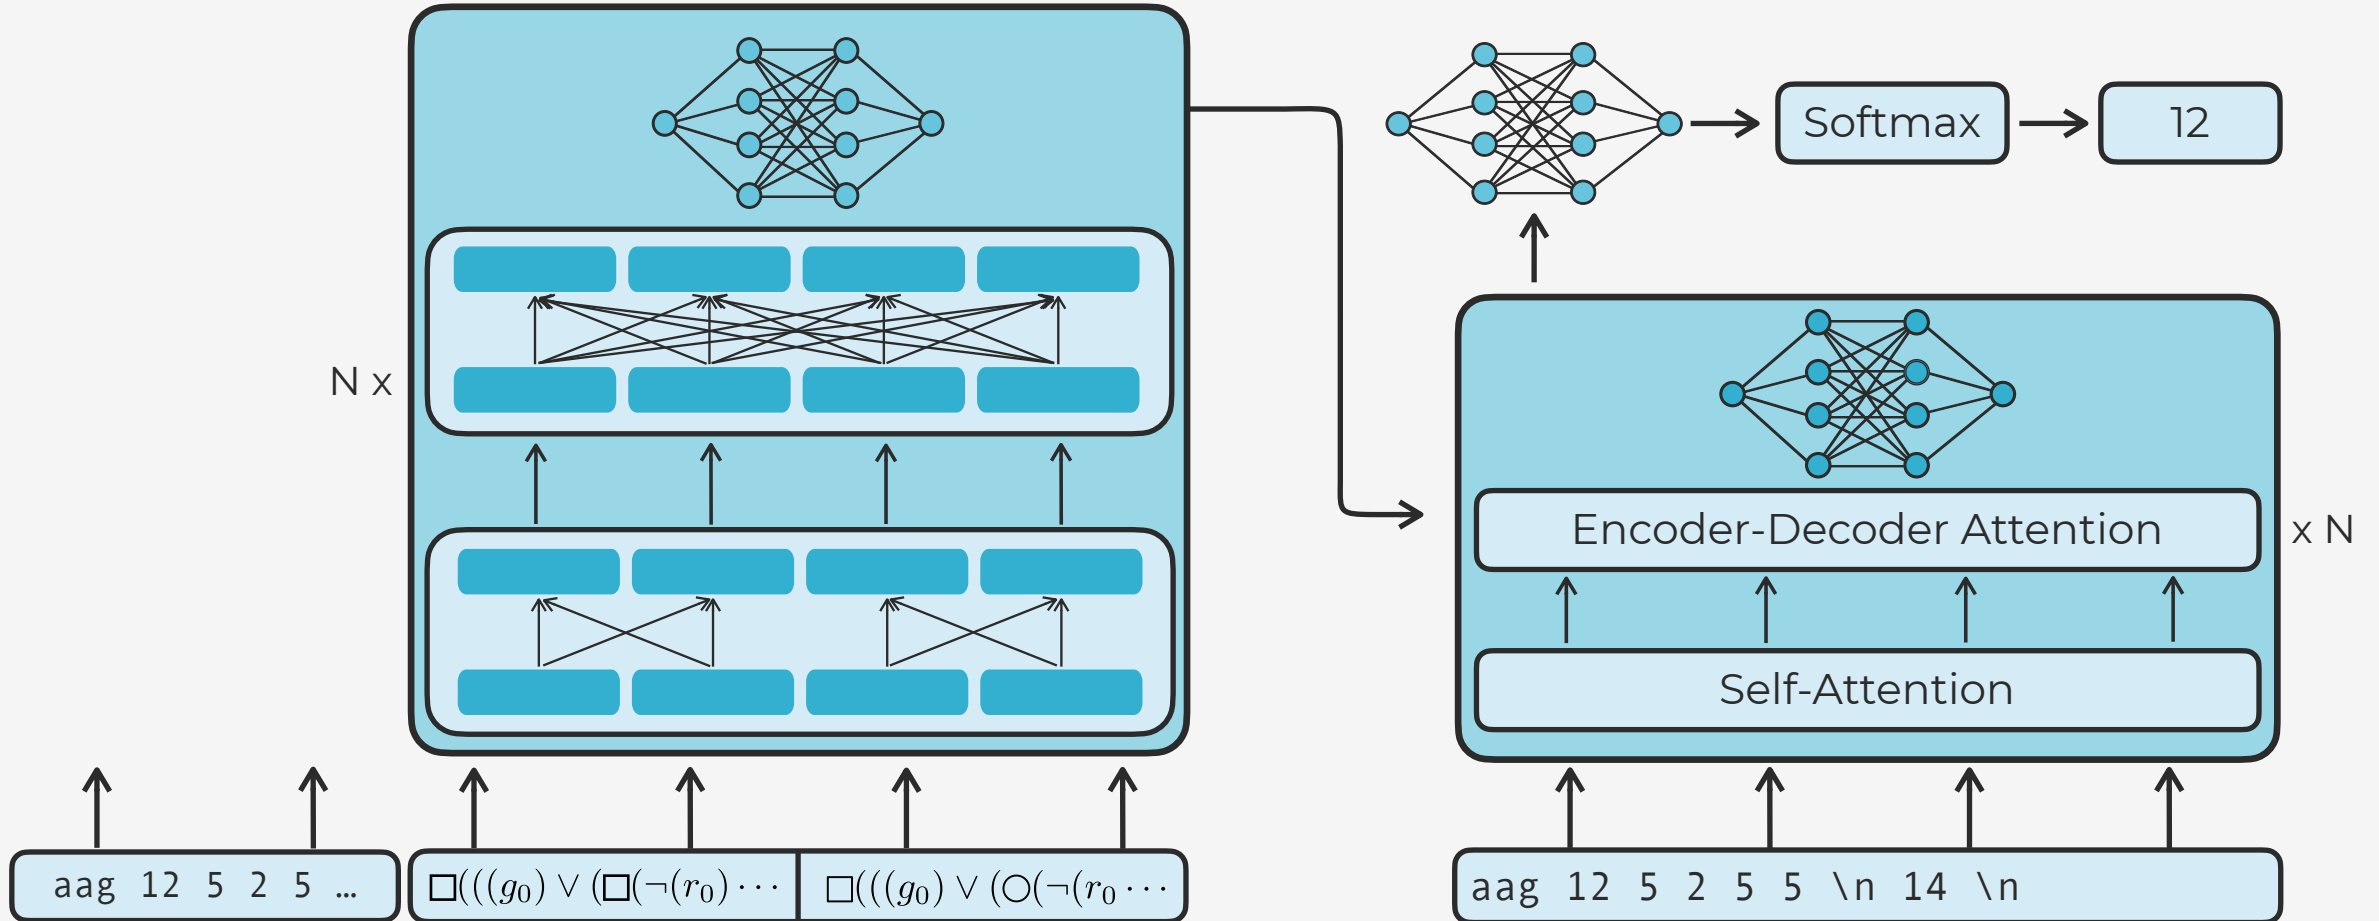 Softmax
12
N x
Encoder-Decoder Attention
x N
Self-Attention
aag 12 5 2 5 …
□(((g₀) ∨ (□(¬(r₀) ⋯
□(((g₀) ∨ (○(¬(r₀ ⋯
aag 12 5 2 5 5 \n 14 \n